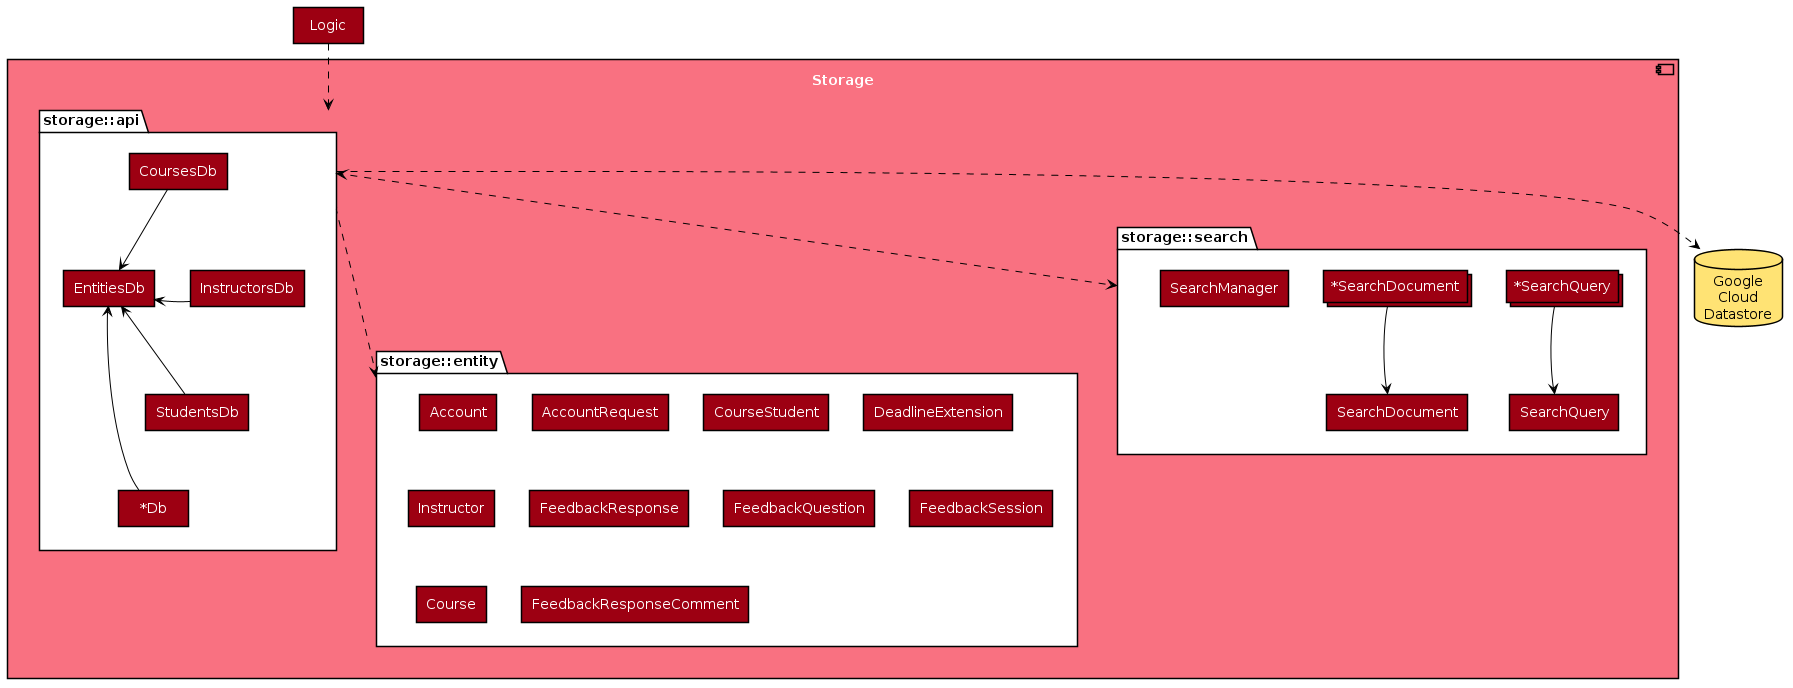 Logic
Storage
storage::api
CoursesDb
EntitiesDb
InstructorsDb
StudentsDb
*Db
storage::entity
Account
AccountRequest
CourseStudent
DeadlineExtension
Instructor
FeedbackResponse
FeedbackQuestion
FeedbackSession
Course
FeedbackResponseComment
storage::search
SearchManager
*SearchDocument
*SearchQuery
SearchDocument
SearchQuery
Google
Cloud
Datastore